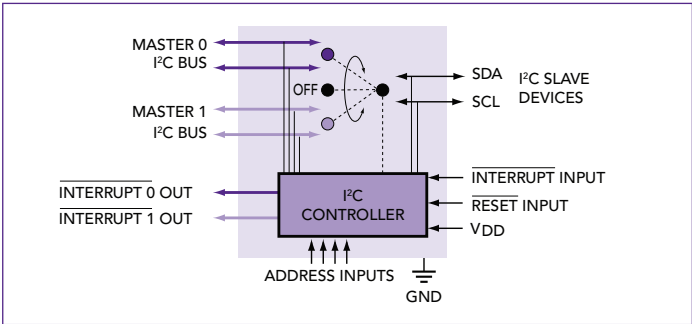 MASTER 0
I²C BUS
OFF
MASTER 1
I²C BUS
SDA
SCL
I²C SLAVE
DEVICES
INTERRUPT 0 OUT
INTERRUPT 1 OUT
I²C
CONTROLLER
INTERRUPT INPUT
RESET INPUT
VDD
ADDRESS INPUTS
GND